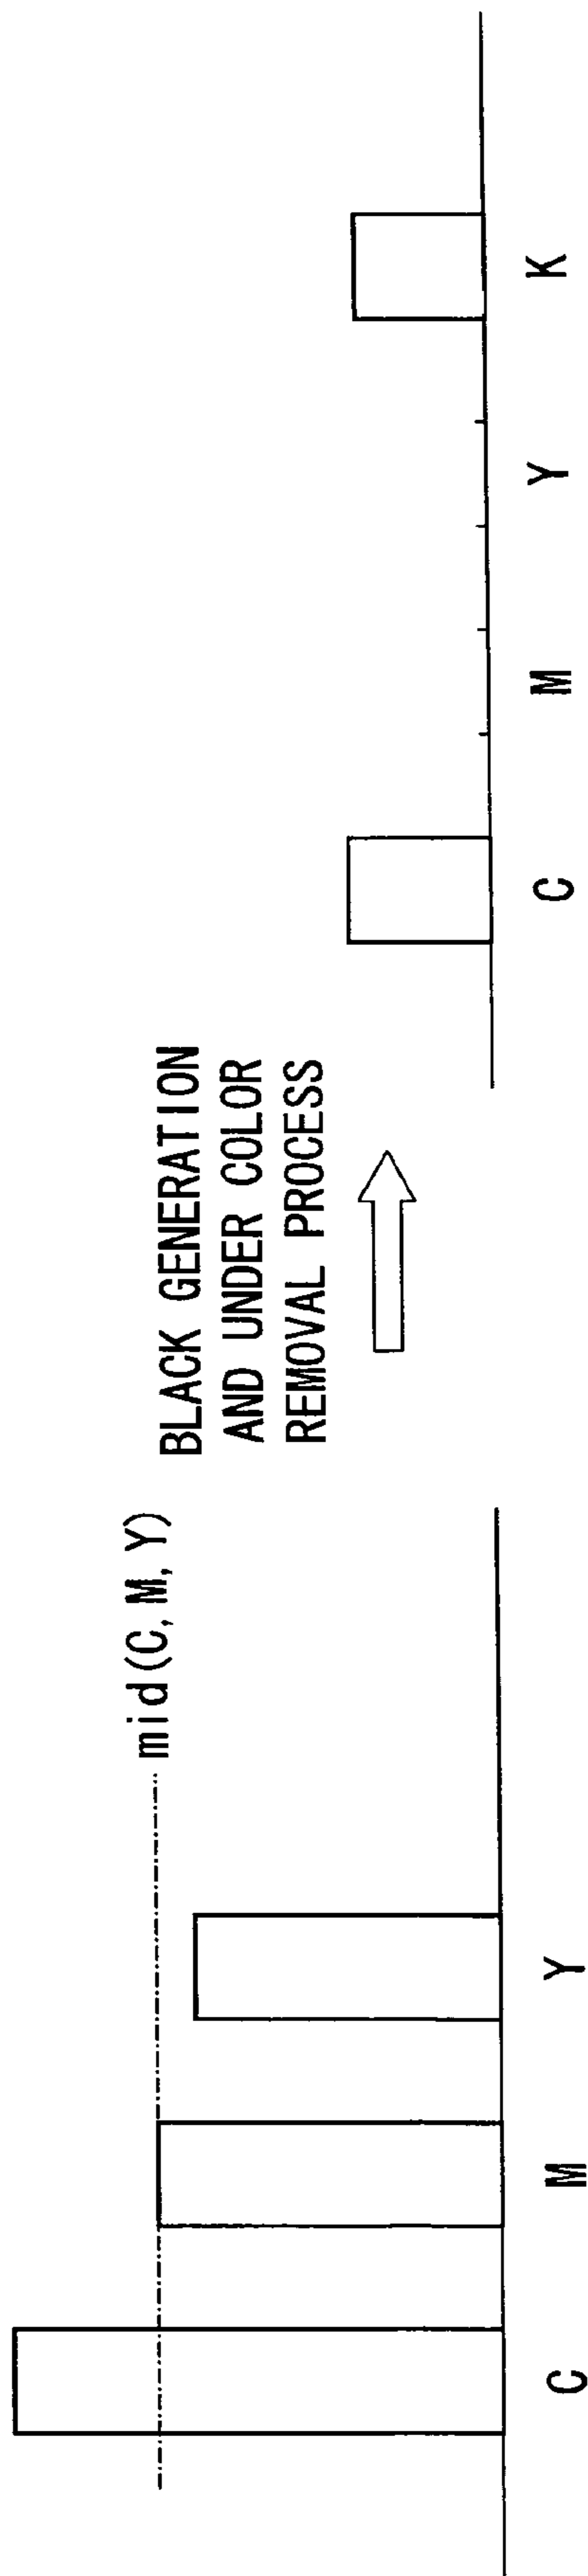 mid(C, M, Y)
C M Y
BLACK GENERATION
AND UNDER COLOR
REMOVAL PROCESS
C M Y K